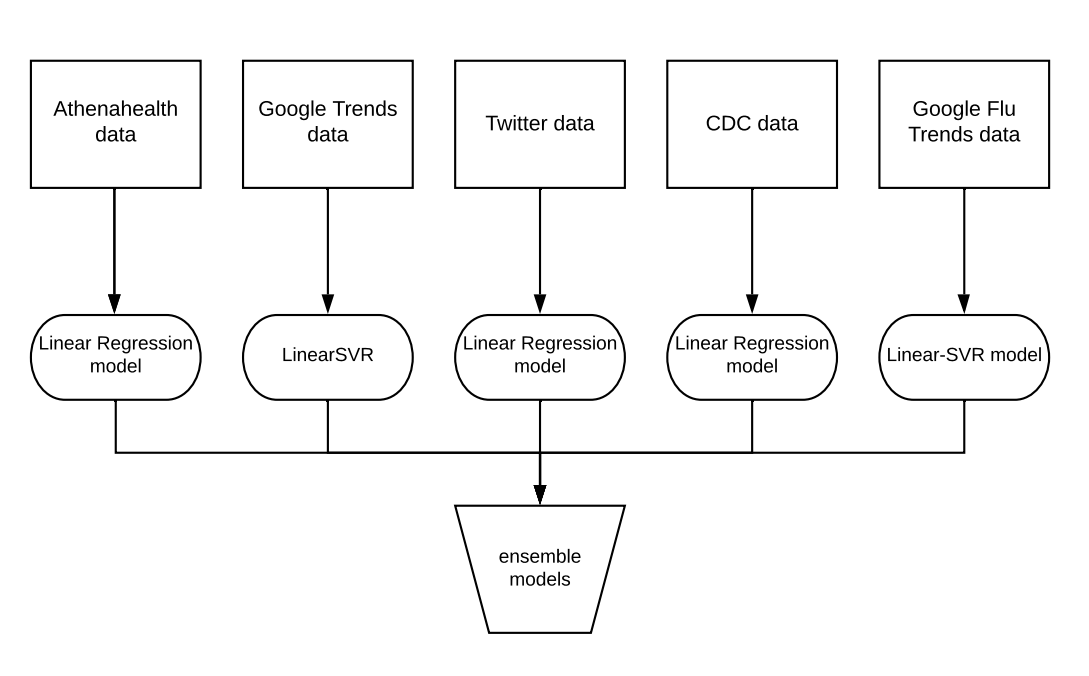 Athenahealth
data
Google Trends
data
Twitter data
CDC data
Google Flu
Trends data
Linear Regression
model
LinearSVR
Linear Regression
model
Linear Regression
model
Linear-SVR model
ensemble
models